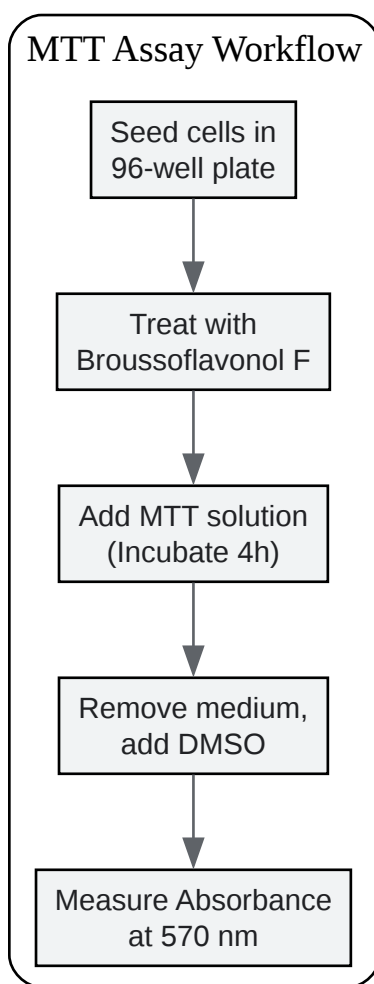 MTT Assay Workflow
Seed cells in
96-well plate
Treat with
Broussoflavonol F
Add MTT solution
(Incubate 4h)
Remove medium,
add DMSO
Measure Absorbance
at 570 nm